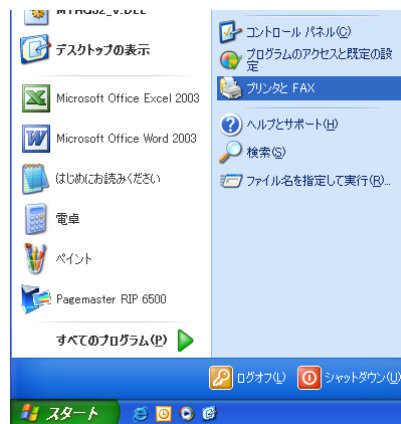 デスクトップの表示
Microsoft Office Excel 2003
Microsoft Office Word 2003
はじめにお読みください
電卓
ペイント
Pagemaster RIP 6500
すべてのプログラム(P)
コントロール パネル(C)
プログラムのアクセスと既定の設
定
プリンタと FAX
ヘルプとサポート(H)
検索(S)
ファイル名を指定して実行(R)...
ログオフ(L)
シャットダウン(U)
スタート